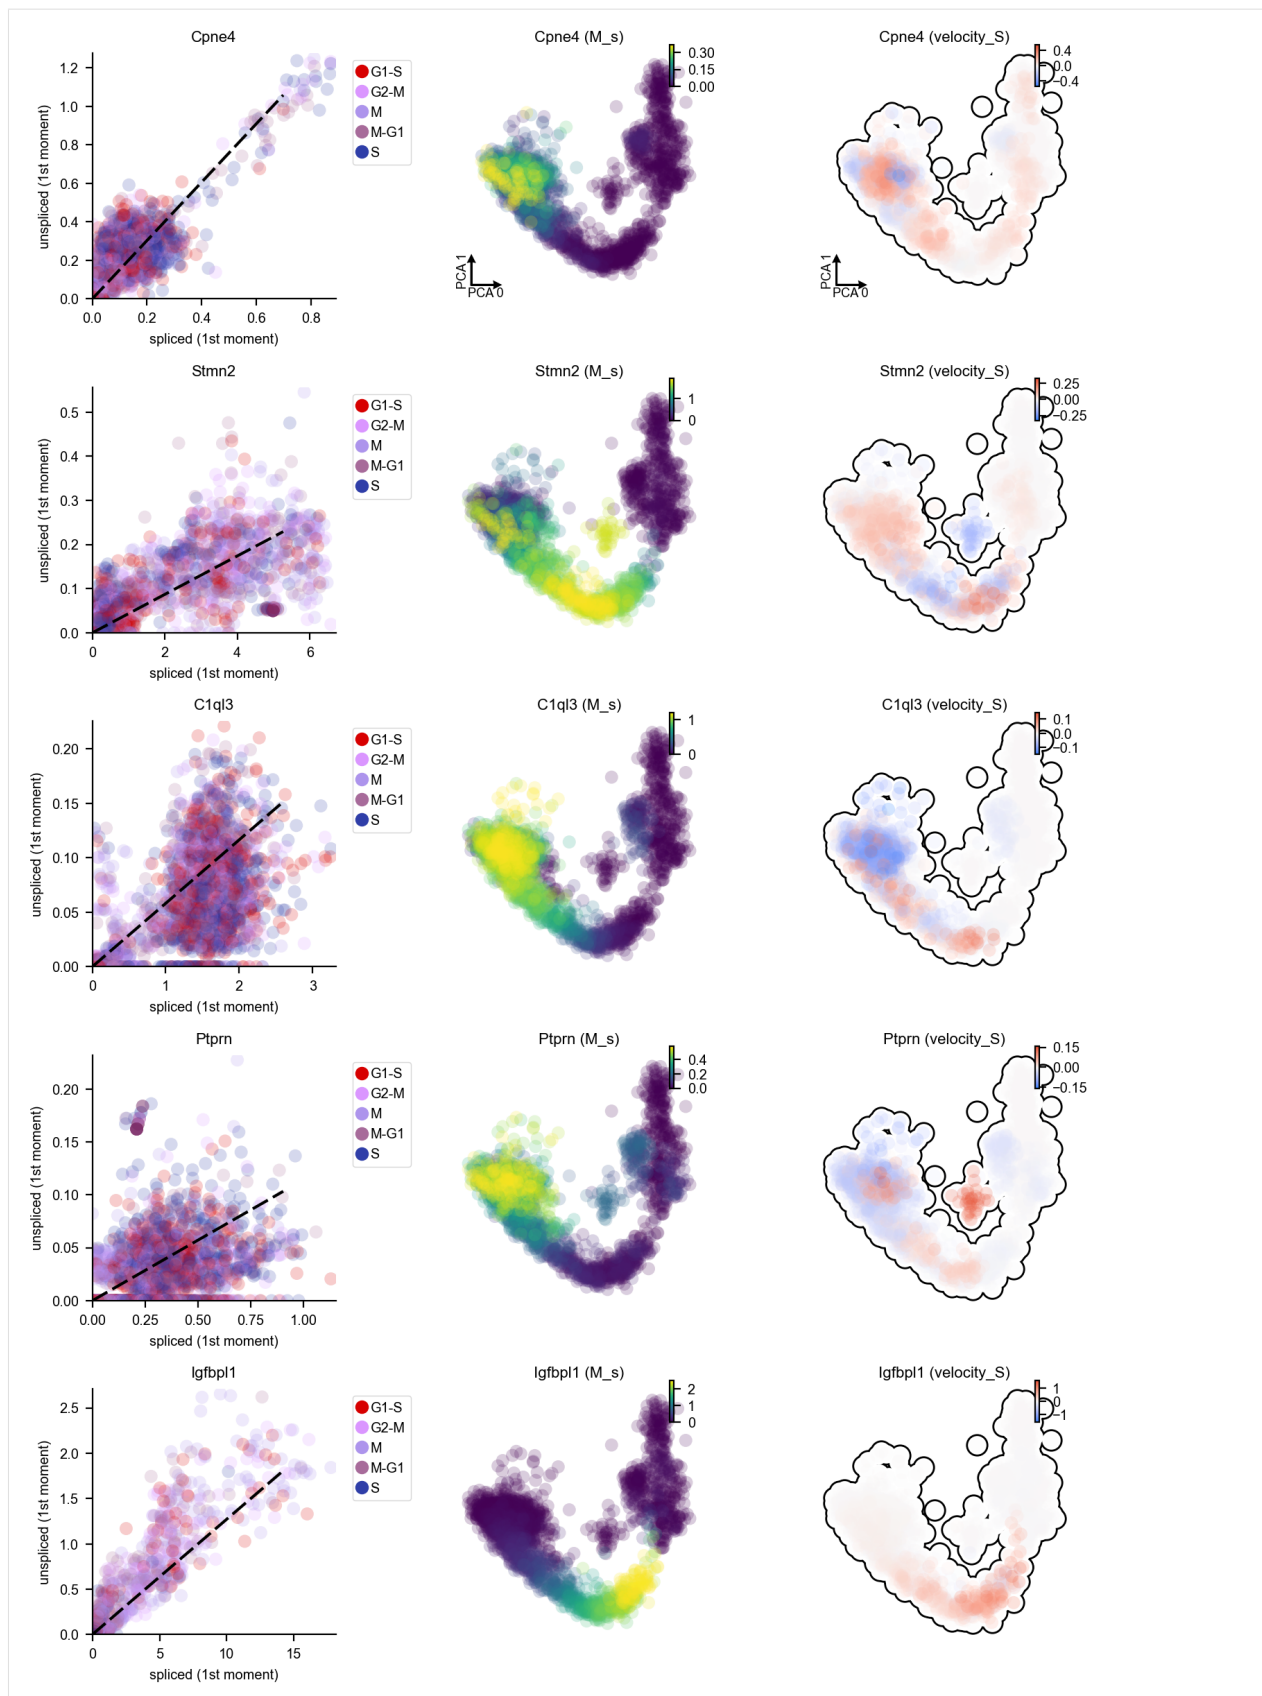 Cpne4
Cpne4 (M_s)
Cpne4 (velocity_S)
unspliced (1st moment)
1.2
1.0
0.8
0.6
0.4
0.2
0.0
0.0 0.2 0.4 0.6 0.8
spliced (1st moment)
G1-S
G2-M
M
M-G1
S
0.30
0.15
0.00
PCA 1
PCA 0
0.4
0.0
−0.4
PCA 1
PCA 0
Stmn2
Stmn2 (M_s)
Stmn2 (velocity_S)
unspliced (1st moment)
0.5
0.4
0.3
0.2
0.1
0.0
0 2 4 6
spliced (1st moment)
G1-S
G2-M
M
M-G1
S
1
0
0.25
0.00
−0.25
C1ql3
C1ql3 (M_s)
C1ql3 (velocity_S)
unspliced (1st moment)
0.20
0.15
0.10
0.05
0.00
0 1 2 3
spliced (1st moment)
G1-S
G2-M
M
M-G1
S
1
0
0.1
0.0
−0.1
Ptprn
Ptprn (M_s)
Ptprn (velocity_S)
unspliced (1st moment)
0.20
0.15
0.10
0.05
0.00
0.00 0.25 0.50 0.75 1.00
spliced (1st moment)
G1-S
G2-M
M
M-G1
S
0.4
0.2
0.0
0.15
0.00
−0.15
Igfbpl1
Igfbpl1 (M_s)
Igfbpl1 (velocity_S)
unspliced (1st moment)
2.5
2.0
1.5
1.0
0.5
0.0
0 5 10 15
spliced (1st moment)
G1-S
G2-M
M
M-G1
S
2
1
0
1
0
−1